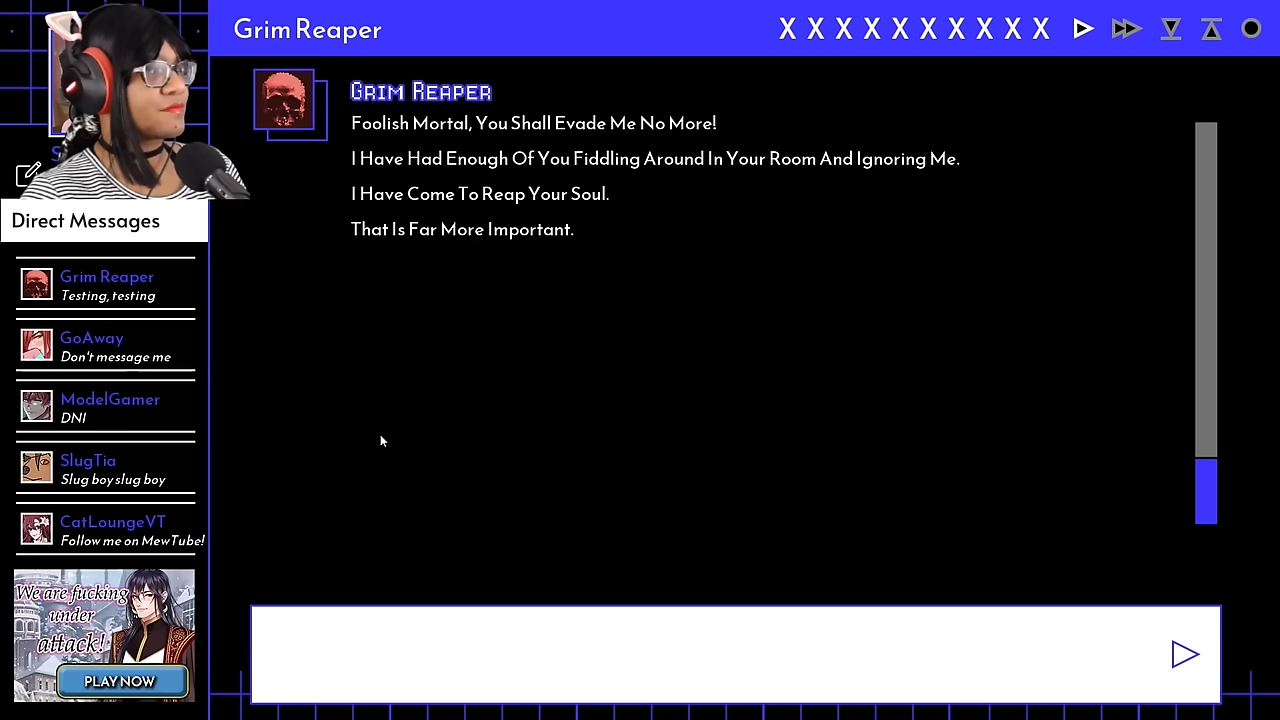 Grim Reaper
X X X X X X X X X X
Grim Reaper
Foolish Mortal, You Shall Evade Me No More!
I Have Had Enough Of You Fiddling Around In Your Room And Ignoring Me.
I Have Come To Reap Your Soul.
That Is Far More Important.
Direct Messages
Grim Reaper
Testing, testing
GoAway
Don't message me
ModelGamer
DNI
SlugTia
Slug boy slug boy
CatLoungeVT
Follow me on MewTube!
We are fucking
under
attack!
PLAY NOW